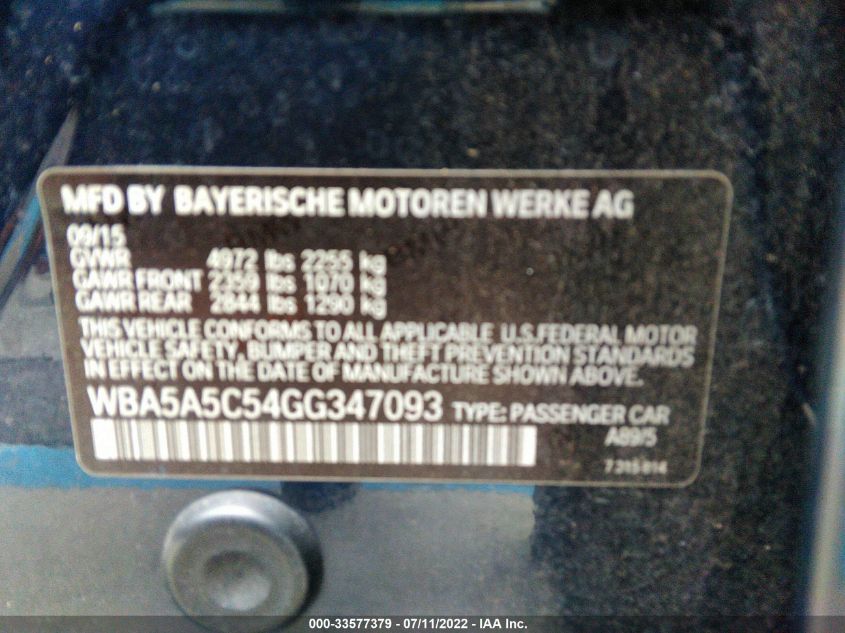 MFD BY BAYERISCHE MOTOREN WERKE AG
09/15
GVWR 4972 lbs 2255 kg
GAWR FRONT 2359 lbs 1070 kg
GAWR REAR 2844 lbs 1290 kg
THIS VEHICLE CONFORMS TO ALL APPLICABLE U.S.FEDERAL MOTOR
VEHICLE SAFETY, BUMPER AND THEFT PREVENTION STANDARDS
IN EFFECT ON THE DATE OF MANUFACTURE SHOWN ABOVE.
WBA5A5C54GG347093 TYPE: PASSENGER CAR
A89/5
7 315 814
000-33577379 - 07/11/2022 - IAA Inc.